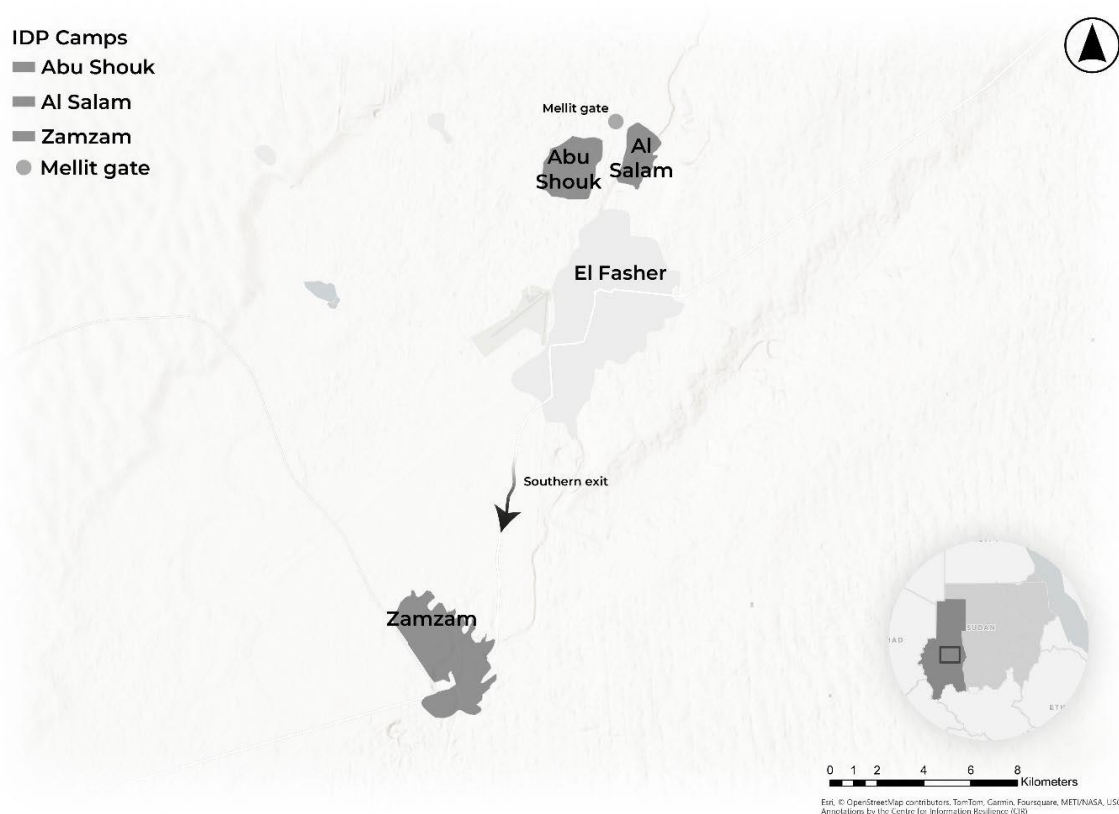 IDP Camps
Abu Shouk
Al Salam
Zamzam
Mellit gate
Mellit gate
Abu
Shouk
Al
Salam
El Fasher
Southern exit
Zamzam
SUDAN
0 1 2 4 6 8
Kilometers
Esri, © OpenStreetMap contributors, TomTom, Garmin, Foursquare, METI/NASA, USG
Annotations by the Centre for Information Resilience (CIR)